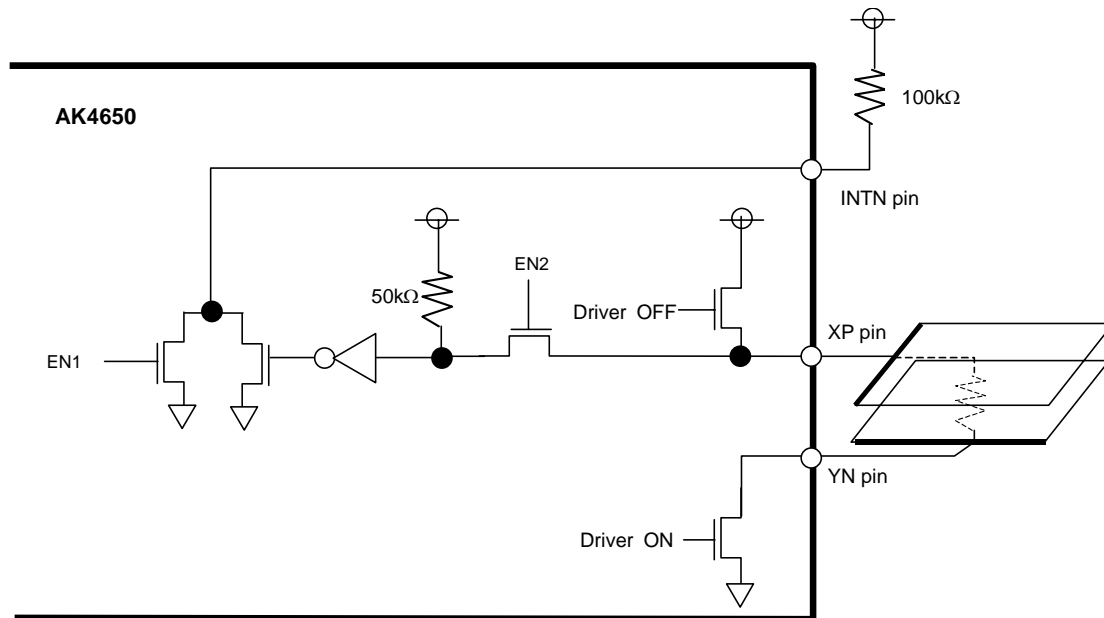 AK4650
100kΩ
INTN pin
EN2
50kΩ
Driver OFF
XP pin
EN1
YN pin
Driver ON